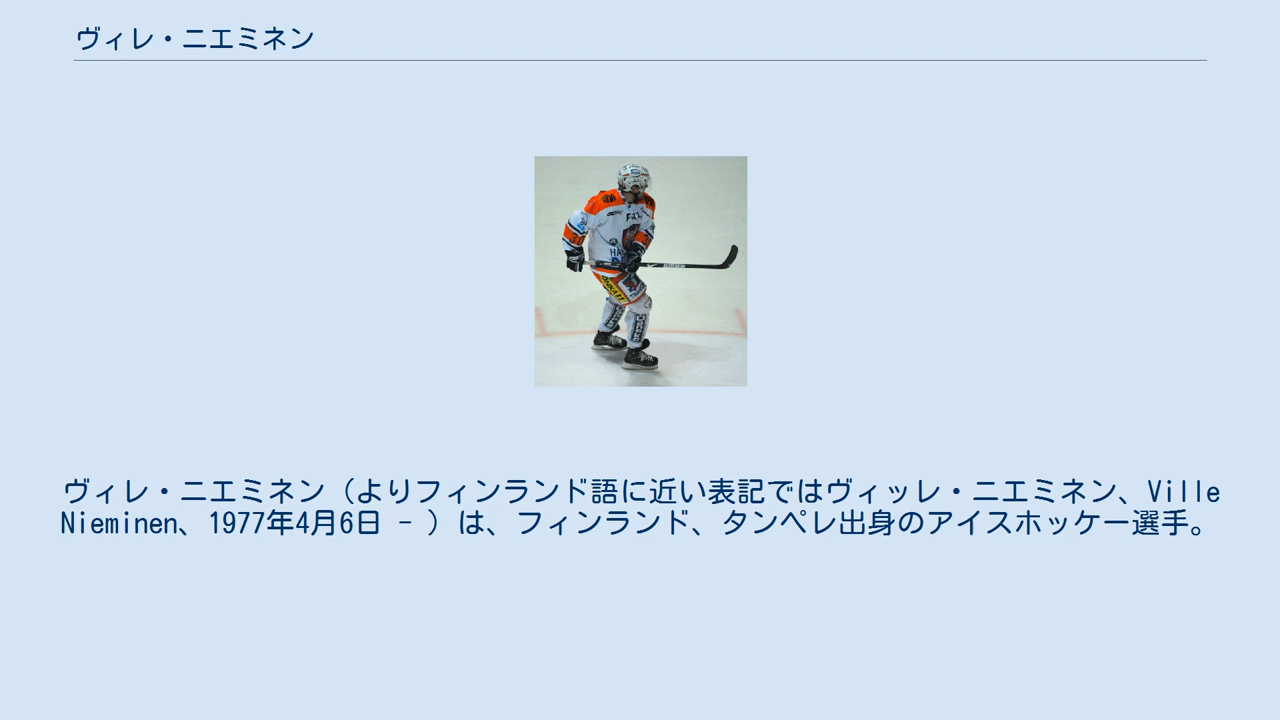 ヴィレ・ニエミネン
ヴィレ・ニエミネン（よりフィンランド語に近い表記ではヴィッレ・ニエミネン、Ville
Nieminen、1977年4月6日 - ）は、フィンランド、タンペレ出身のアイスホッケー選手。